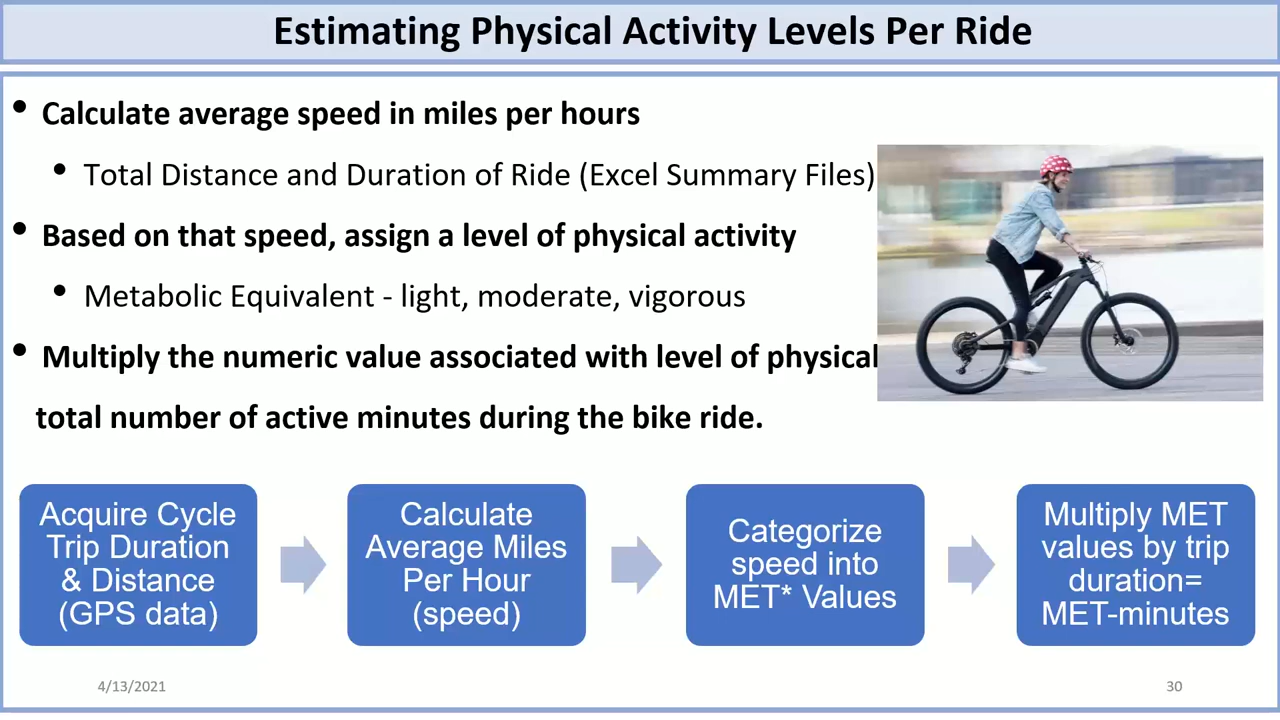 Estimating Physical Activity Levels Per Ride
• Calculate average speed in miles per hours
• Total Distance and Duration of Ride (Excel Summary Files)
• Based on that speed, assign a level of physical activity
• Metabolic Equivalent - light, moderate, vigorous
• Multiply the numeric value associated with level of physical
total number of active minutes during the bike ride.
Acquire Cycle
Trip Duration
& Distance
(GPS data)
Calculate
Average Miles
Per Hour
(speed)
Categorize
speed into
MET* Values
Multiply MET
values by trip
duration=
MET-minutes
4/13/2021
30